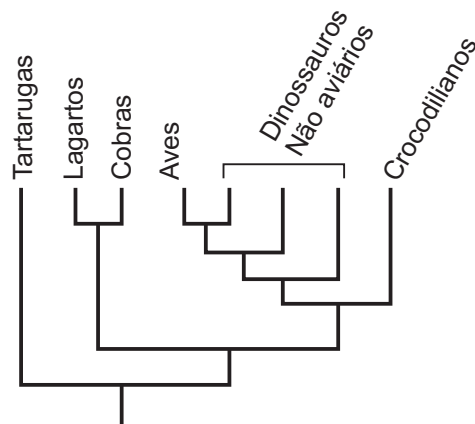 Tartarugas
Lagartos
Cobras
Aves
Dinossauros
Não aviários
Crocodilianos